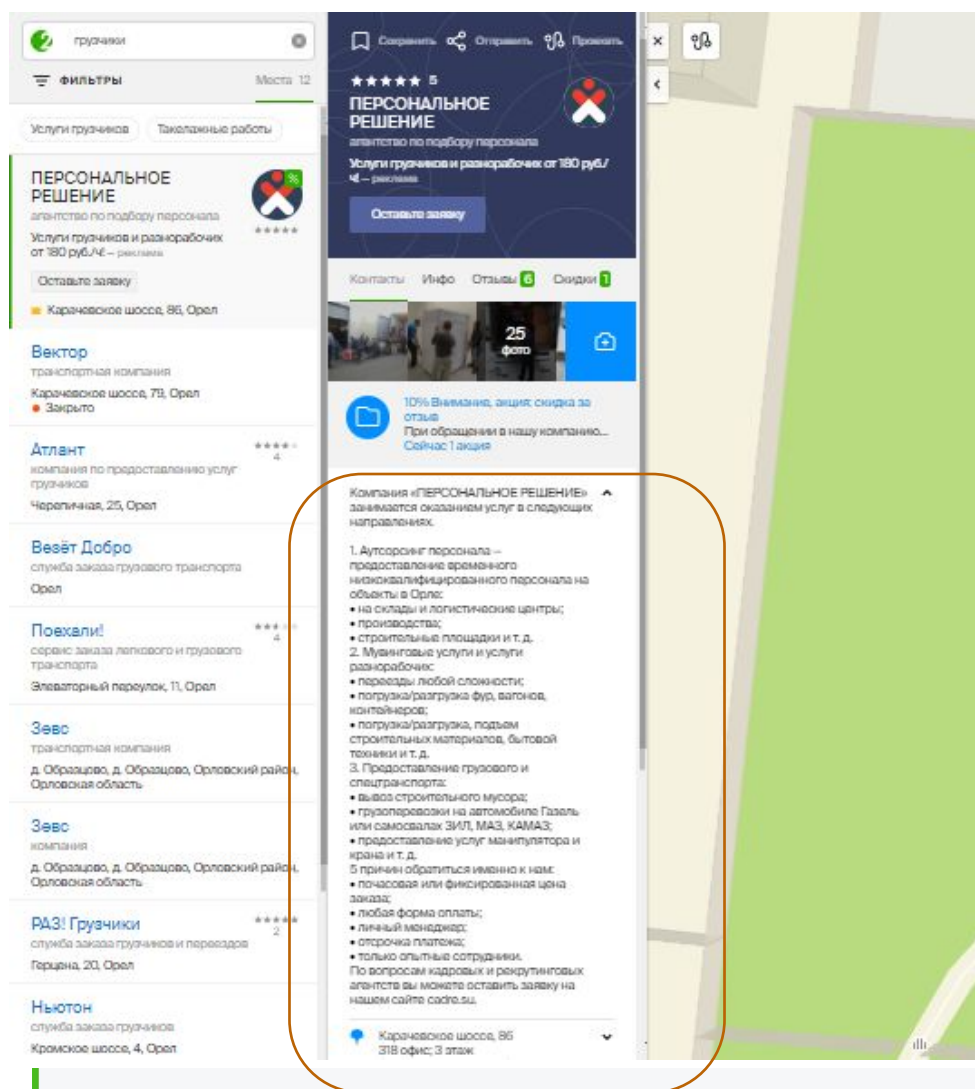 грузчики
ФИЛЬТРЫ
Места 12
Услуги грузчиков
Такелажные работы
ПЕРСОНАЛЬНОЕ
РЕШЕНИЕ
%
агентство по подбору персонала
Услуги грузчиков и разнорабочих
от 180 руб./ч! – реклама
Оставьте заявку
Карачевское шоссе, 86, Орел
Вектор
транспортная компания
Карачевское шоссе, 79, Орел
Закрыто
Атлант
4
компания по предоставлению услуг
грузчиков
Черепичная, 25, Орел
Везёт Добро
служба заказа грузового транспорта
Орел
Поехали!
4
сервис заказа легкового и грузового
транспорта
Элеваторный переулок, 11, Орел
Зевс
транспортная компания
д. Образцово, д. Образцово, Орловский район,
Орловская область
Зевс
компания
д. Образцово, д. Образцово, Орловский район,
Орловская область
РАЗ! Грузчики
2
служба заказа грузчиков и переездов
Герцена, 20, Орел
Ньютон
служба заказа грузчиков
Кромское шоссе, 4, Орел
Сохранить
Отправить
Проехать
5
ПЕРСОНАЛЬНОЕ
РЕШЕНИЕ
агентство по подбору персонала
Услуги грузчиков и разнорабочих от 180 руб./
ч! – реклама
Оставьте заявку
Контакты Инфо Отзывы 6 Скидки 1
25
фото
10% Внимание, акция: скидка за
отзыв
При обращении в нашу компанию...
Сейчас 1 акция
Компания «ПЕРСОНАЛЬНОЕ РЕШЕНИЕ»
занимается оказанием услуг в следующих
направлениях.
1. Аутсорсинг персонала –
предоставление временного
низкоквалифицированного персонала на
объекты в Орле:
• на склады и логистические центры;
• производства;
• строительные площадки и т. д.
2. Мувинговые услуги и услуги
разнорабочих:
• переезды любой сложности;
• погрузка/разгрузка фур, вагонов,
контейнеров;
• погрузка/разгрузка, подъем
строительных материалов, бытовой
техники и т. д.
3. Предоставление грузового и
спецтранспорта:
• вывоз строительного мусора;
• грузоперевозки на автомобиле Газель
или самосвалах ЗИЛ, МАЗ, КАМАЗ;
• предоставление услуг манипулятора и
крана и т. д.
5 причин обратиться именно к нам:
• почасовая или фиксированная цена
заказа;
• любая форма оплаты;
• личный менеджер;
• отсрочка платежа;
• только опытные сотрудники.
По вопросам кадровых и рекрутинговых
агентств вы можете оставить заявку на
нашем сайте cadre.su.
Карачевское шоссе, 86
318 офис; 3 этаж